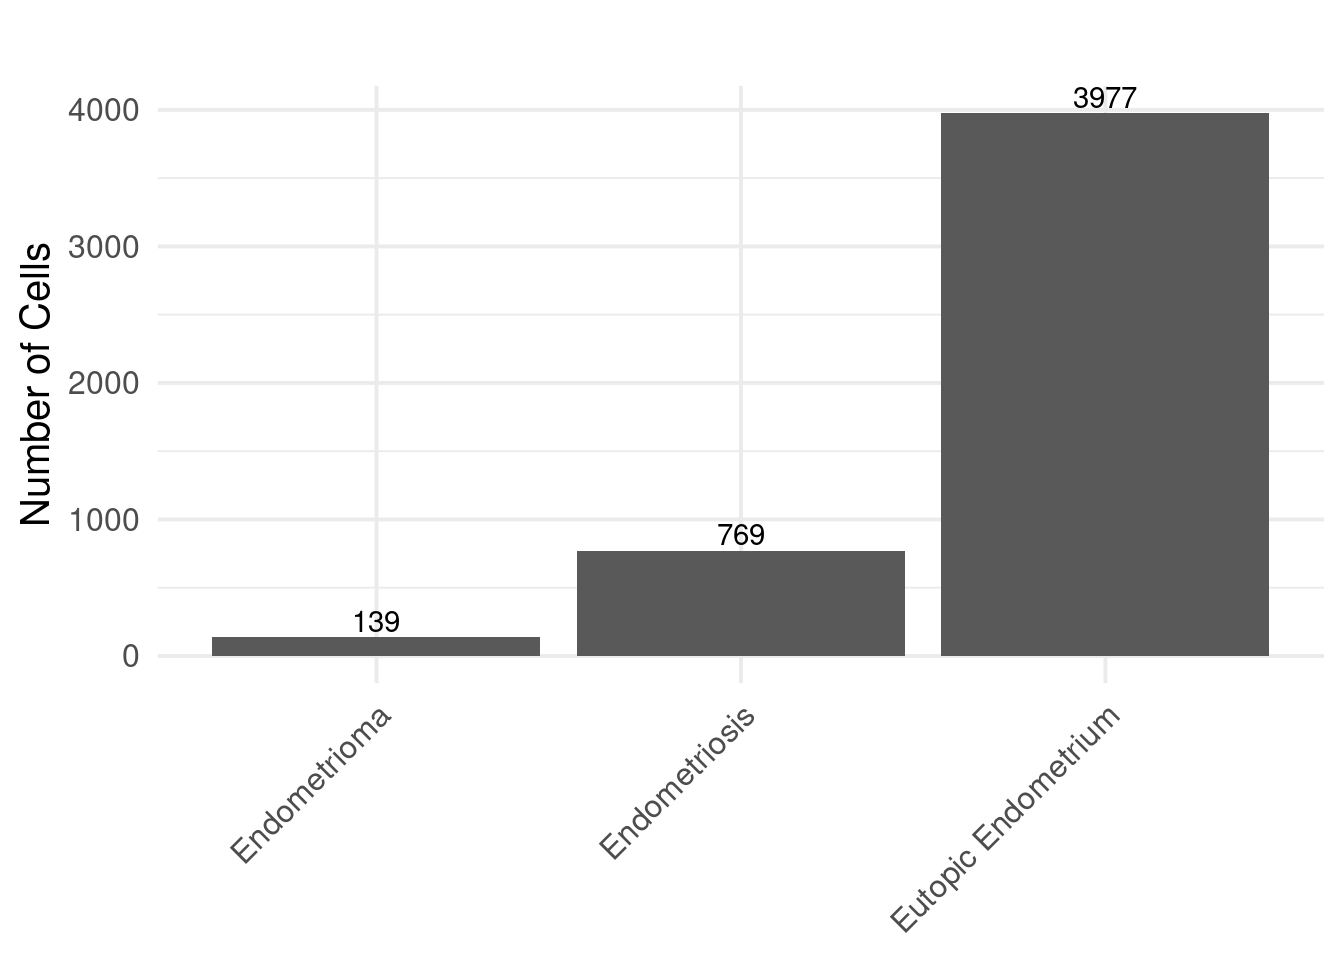 Number of Cells
4000
3000
2000
1000
0
139
769
3977
Endometrioma
Endometriosis
Eutopic Endometrium